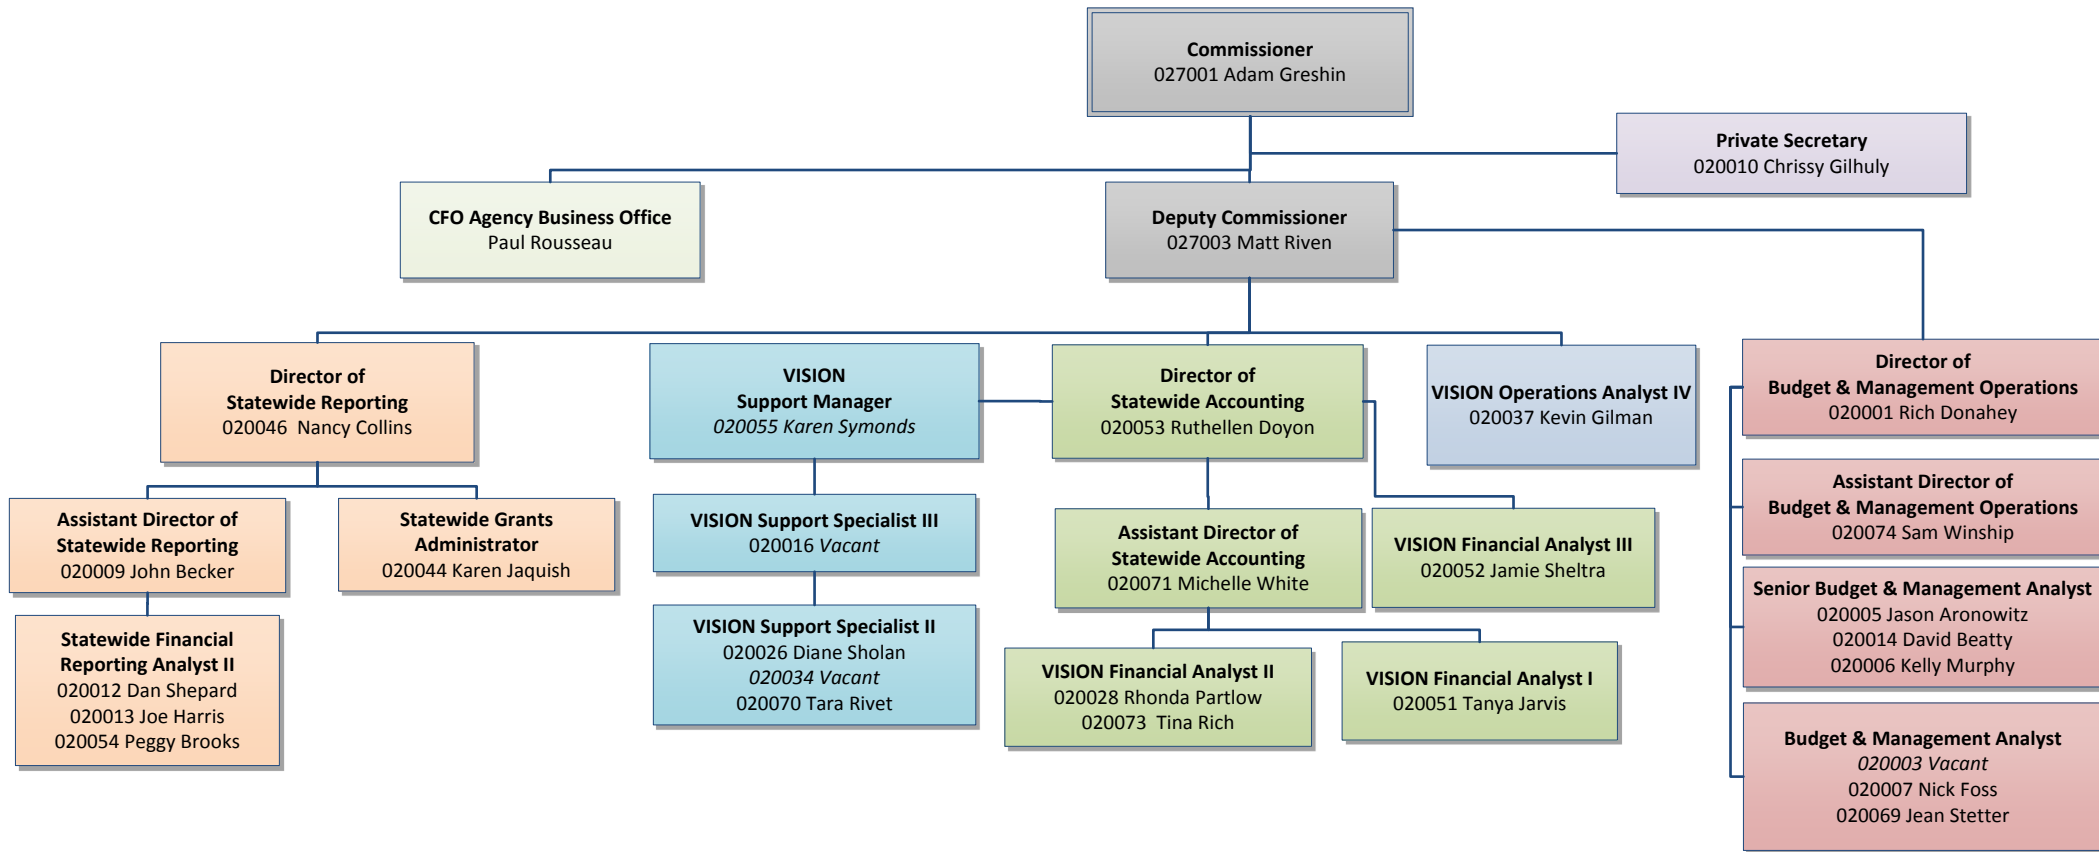 Commissioner
027001 Adam Greshin
Private Secretary
020010 Chrissy Gilhuly
CFO Agency Business Office
Paul Rousseau
Deputy Commissioner
027003 Matt Riven
Director of
Statewide Reporting
020046 Nancy Collins
VISION
Support Manager
020055 Karen Symonds
Director of
Statewide Accounting
020053 Ruthellen Doyon
VISION Operations Analyst IV
020037 Kevin Gilman
Director of
Budget & Management Operations
020001 Rich Donahey
Assistant Director of
Statewide Reporting
020009 John Becker
Statewide Grants
Administrator
020044 Karen Jaquish
VISION Support Specialist III
020016 Vacant
Assistant Director of
Statewide Accounting
020071 Michelle White
VISION Financial Analyst III
020052 Jamie Sheltra
Assistant Director of
Budget & Management Operations
020074 Sam Winship
Statewide Financial
Reporting Analyst II
020012 Dan Shepard
020013 Joe Harris
020054 Peggy Brooks
VISION Support Specialist II
020026 Diane Sholan
020034 Vacant
020070 Tara Rivet
VISION Financial Analyst II
020028 Rhonda Partlow
020073 Tina Rich
VISION Financial Analyst I
020051 Tanya Jarvis
Senior Budget & Management Analyst
020005 Jason Aronowitz
020014 David Beatty
020006 Kelly Murphy
Budget & Management Analyst
020003 Vacant
020007 Nick Foss
020069 Jean Stetter